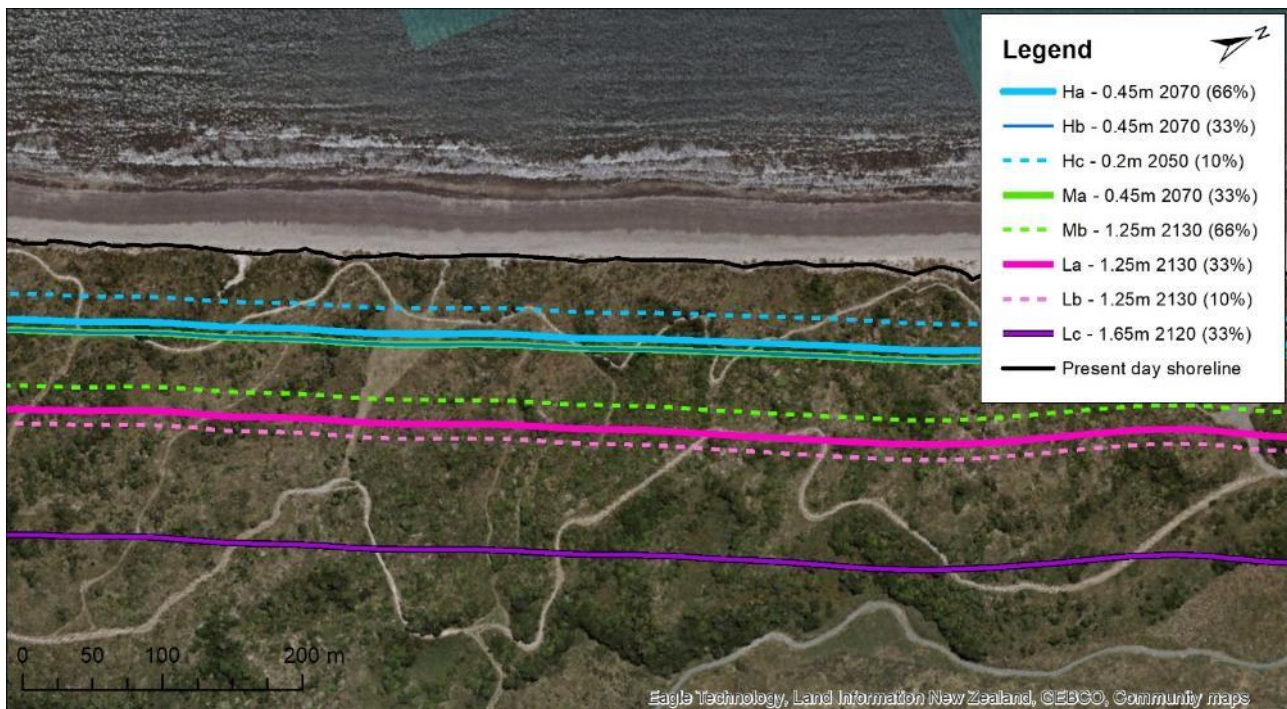 Legend
Z
Ha - 0.45m 2070 (66%)
Hb - 0.45m 2070 (33%)
Hc - 0.2m 2050 (10%)
Ma - 0.45m 2070 (33%)
Mb - 1.25m 2130 (66%)
La - 1.25m 2130 (33%)
Lb - 1.25m 2130 (10%)
Lc - 1.65m 2120 (33%)
Present day shoreline
0 50 100 200 m
Eagle Technology, Land Information New Zealand, GEBCO, Community maps